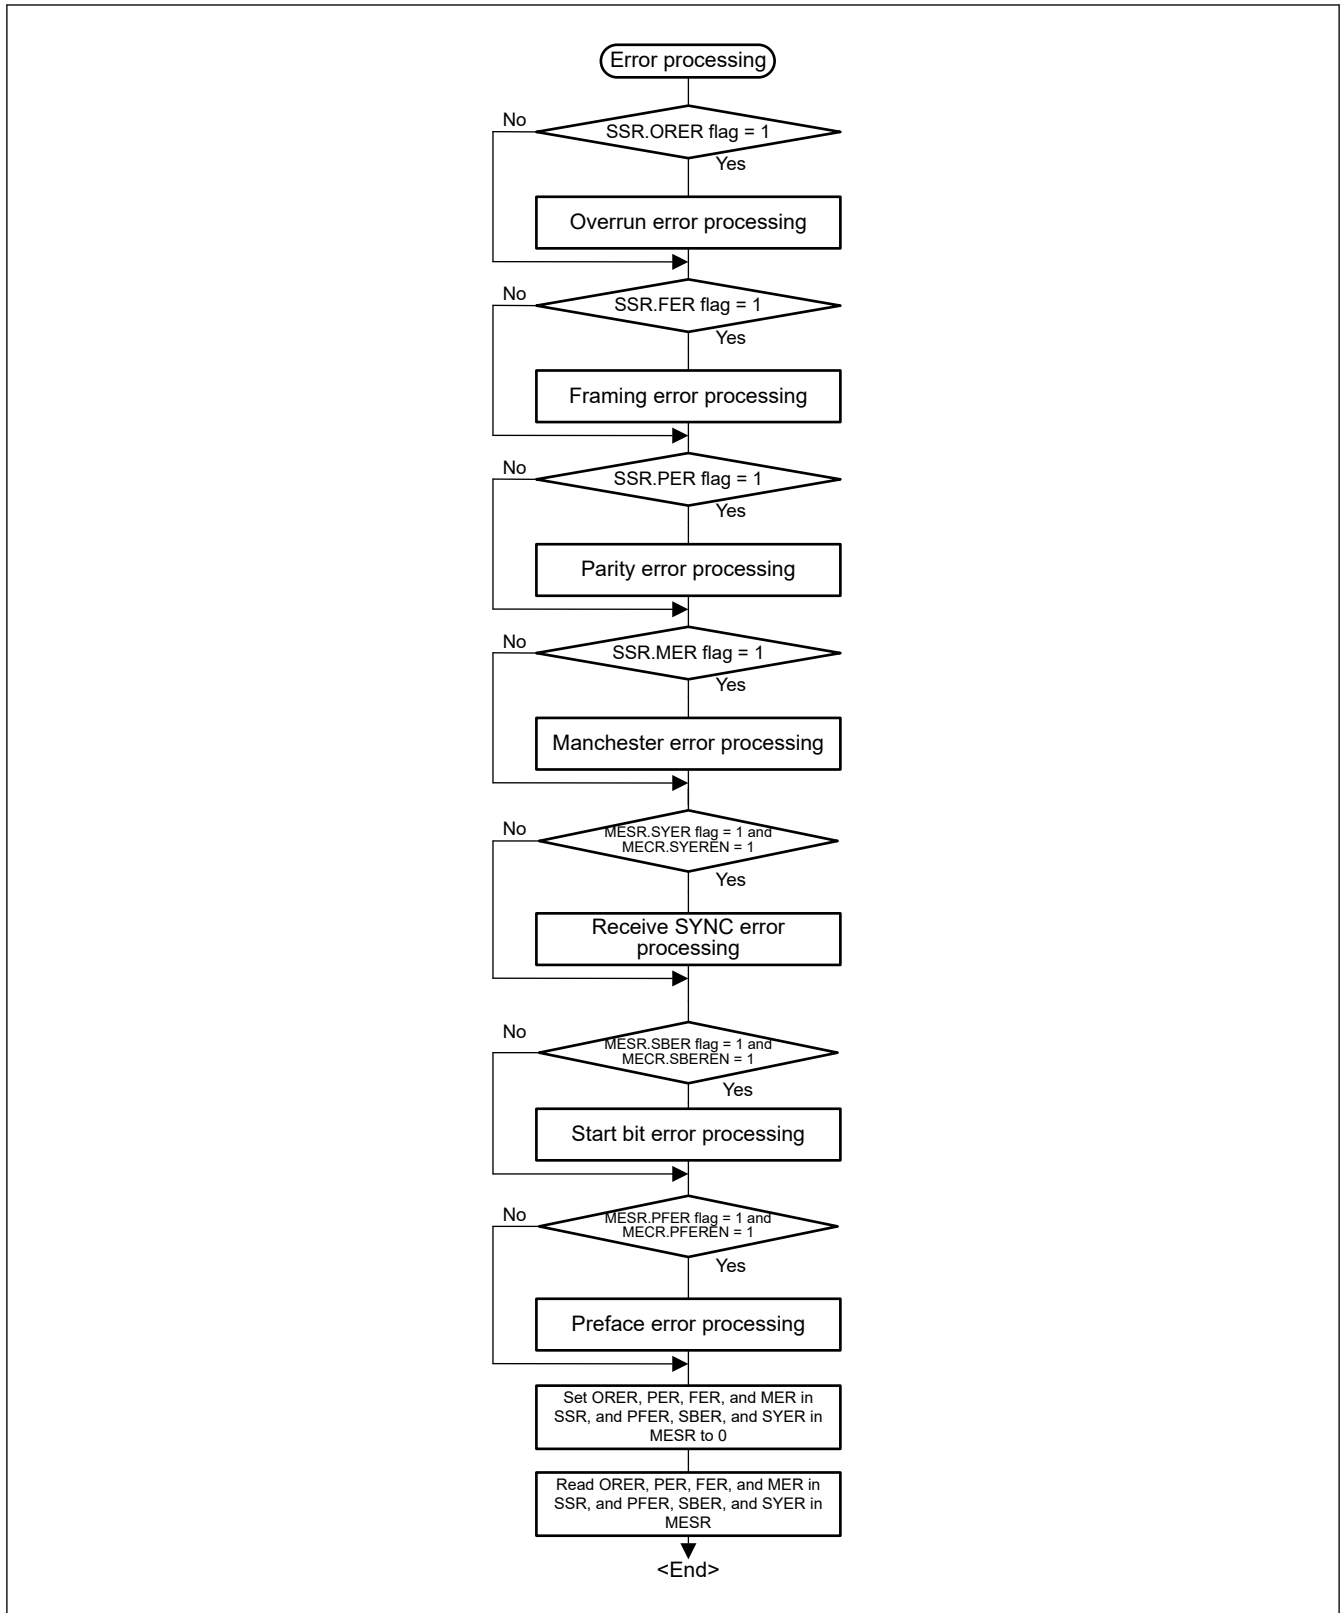 Error processing
No
SSR.ORER flag = 1
Yes
Overrun error processing
No
SSR.FER flag = 1
Yes
Framing error processing
No
SSR.PER flag = 1
Yes
Parity error processing
No
SSR.MER flag = 1
Yes
Manchester error processing
No
MESR.SYER flag = 1 and
MECR.SYEREN = 1
Yes
Receive SYNC error
processing
No
MESR.SBER flag = 1 and
MECR.SBEREN = 1
Yes
Start bit error processing
No
MESR.PFER flag = 1 and
MECR.PFEREN = 1
Yes
Preface error processing
Set ORER, PER, FER, and MER in
SSR, and PFER, SBER, and SYER in
MESR to 0
Read ORER, PER, FER, and MER in
SSR, and PFER, SBER, and SYER in
MESR
<End>